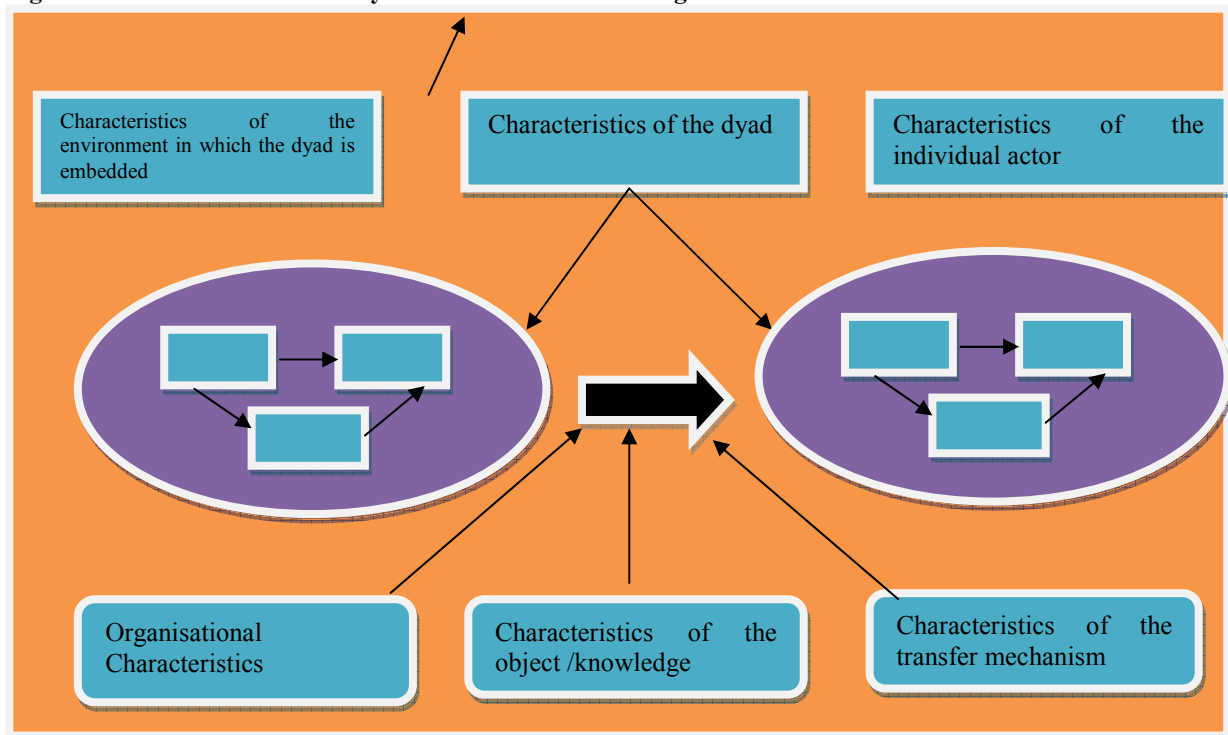 Characteristics of the
environment in which the dyad is
embedded
Characteristics of the dyad
Characteristics of the
individual actor
Organisational
Characteristics
Characteristics of the
object /knowledge
Characteristics of the
transfer mechanism